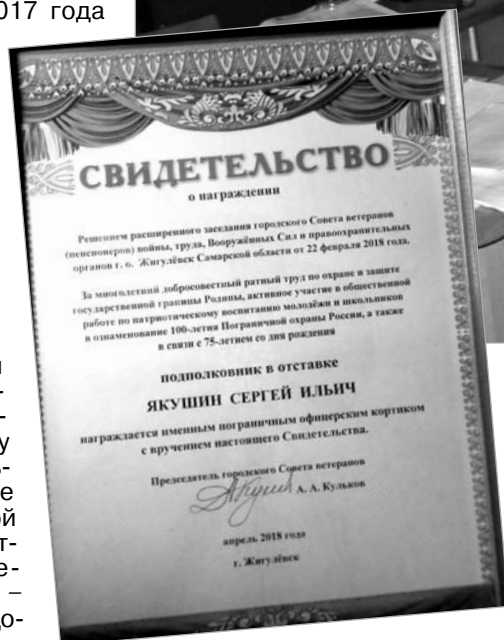 017 года
СВИДЕТЕЛЬСТВО
о награждении
Решением расширенного заседания городского Совета ветеранов
(пенсионеров) войны, труда, Вооружённых Сил и правоохранительных
органов г. о. Жигулёвск Самарской области от 22 февраля 2018 года.
За многолетний добросовестный ратный труд по охране и защите
государственной границы Родины, активное участие в общественной
работе по патриотическому воспитанию молодёжи и школьников
в ознаменование 100-летия Пограничной охраны России, а также
в связи с 75-летием со дня рождения
подполковник в отставке
ЯКУШИН СЕРГЕЙ ИЛЬИЧ
награждается именным пограничным офицерским кортиком
с вручением настоящего Свидетельства.
Председатель городского Совета ветеранов
А. А. Кульков
апрель 2018 года
г. Жигулёвск
-
-
у
-
е
ой
т-
е-
–
до-